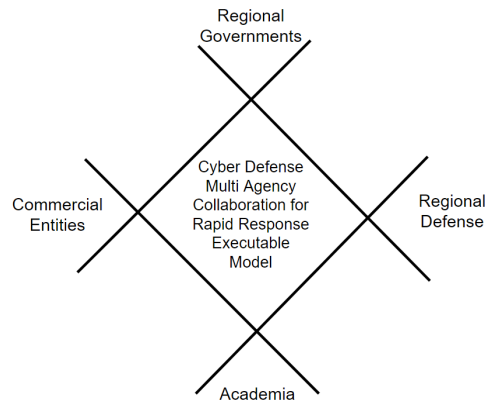 Regional
Governments
Cyber Defense
Multi Agency
Collaboration for
Rapid Response
Executable
Model
Commercial
Entities
Regional
Defense
Academia